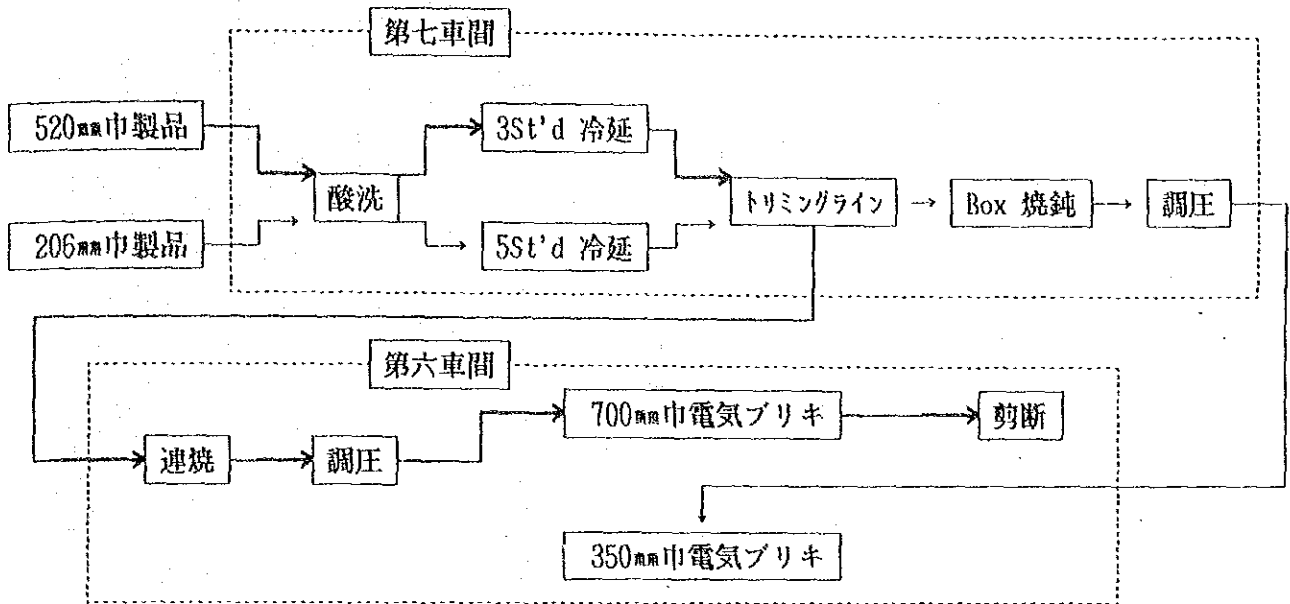 第七車間
520㎜巾製品
3St'd 冷延
酸洗
トリミングライン
Box 焼鈍
調圧
206㎜巾製品
5St'd 冷延
第六車間
700㎜巾電気ブリキ
剪断
連焼
調圧
350㎜巾電気ブリキ